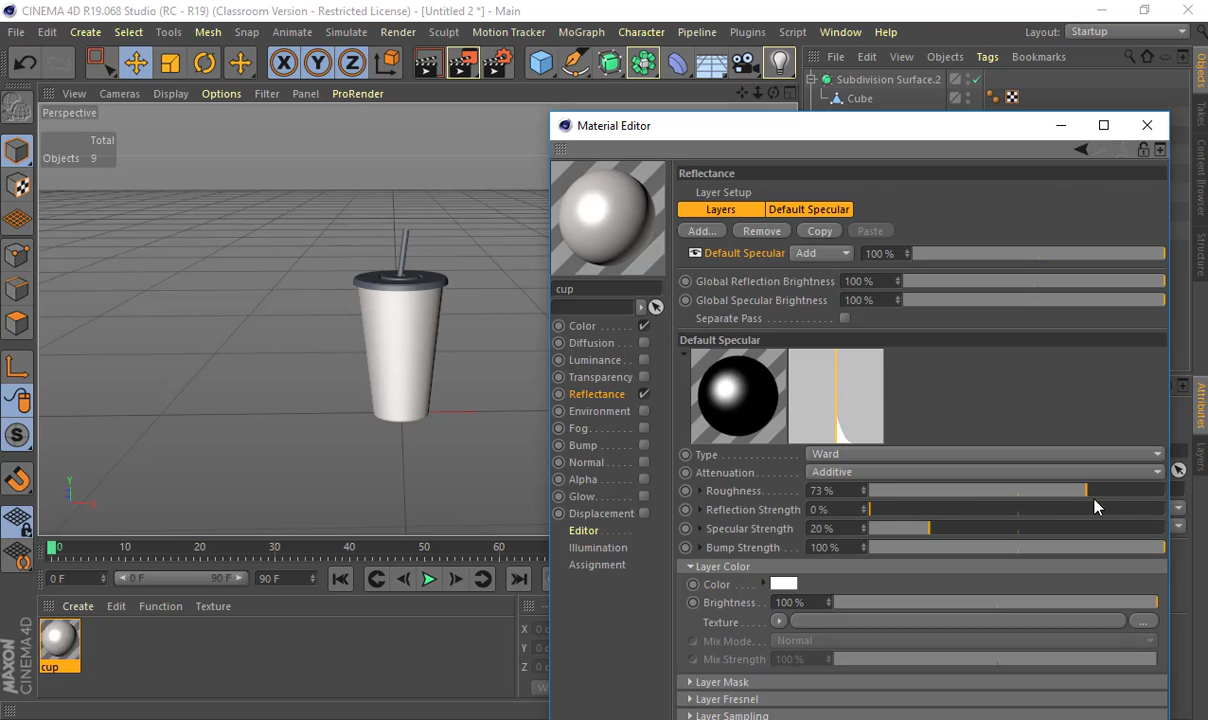 CINEMA 4D R19.068 Studio (RC - R19) (Classroom Version - Restricted License) - [Untitled 2 *] - Main
File Edit Create Select Tools Mesh Snap Animate Simulate Render Sculpt Motion Tracker MoGraph Character Pipeline Plugins Script Window Help Layout: Startup
X Y Z File Edit View Objects Tags Bookmarks
Subdivision Surface.2
Cube
View Cameras Display Options Filter Panel ProRender
Perspective
Total
Objects 9
Material Editor
Reflectance
Layer Setup
Layers Default Specular
Add... Remove Copy Paste
Default Specular Add 100 %
Global Reflection Brightness 100 %
Global Specular Brightness 100 %
Separate Pass
Default Specular
cup
Color
Diffusion
Luminance
Transparency
Reflectance
Environment
Fog
Bump
Normal
Alpha
Glow
Displacement
Editor
Illumination
Assignment
Type Ward
Attenuation Additive
Roughness 73 %
Reflection Strength 0 %
Specular Strength 20 %
Bump Strength 100 %
Layer Color
Color
Brightness 100 %
Texture ...
Mix Mode Normal
Mix Strength 100 %
Layer Mask
Layer Fresnel
Layer Sampling
Objects
Takes
Content Browser
Structure
Attributes
Layers
Y
X
Z
0 10 20 30 40 50 60
0 F 0 F 90 F 90 F
Create Edit Function Texture
cup
X
Y
Z
MAXON
CINEMA 4D